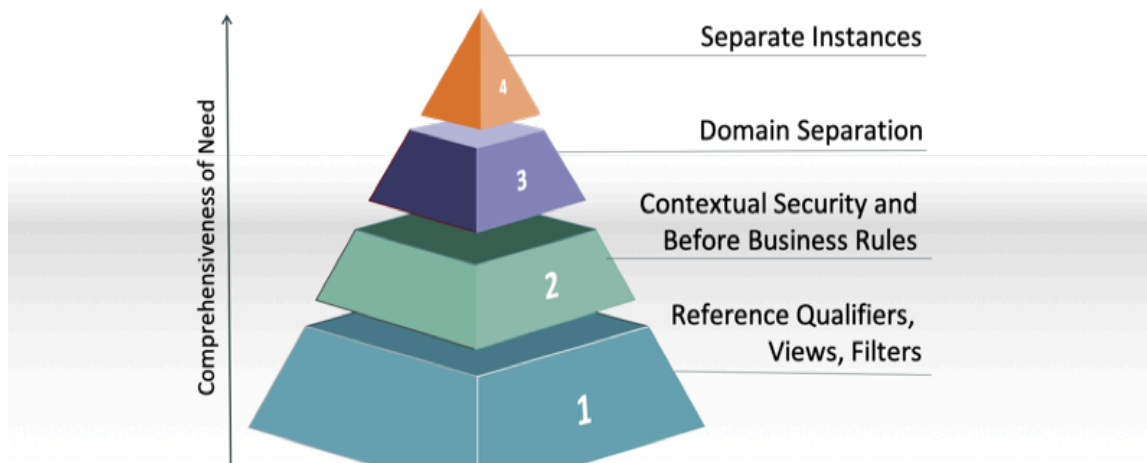 Comprehensiveness of Need
4
Separate Instances
3
Domain Separation
2
Contextual Security and
Before Business Rules
1
Reference Qualifiers,
Views, Filters